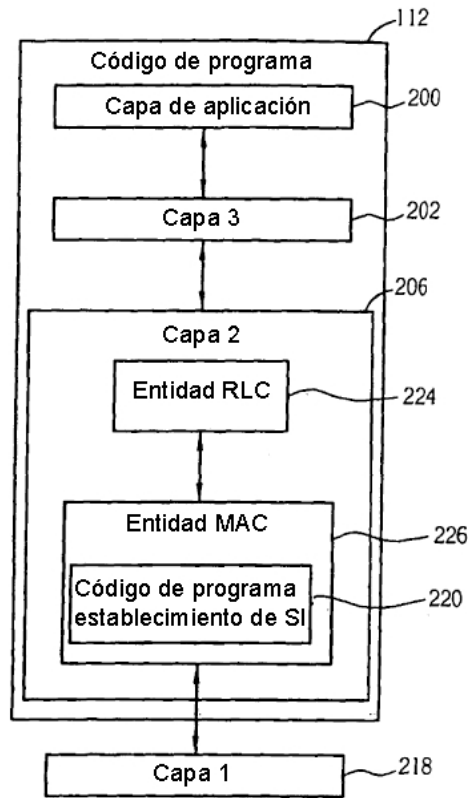 112
Código de programa
Capa de aplicación
200
Capa 3
202
206
Capa 2
Entidad RLC
224
Entidad MAC
226
Código de programa
establecimiento de SI
220
Capa 1
218